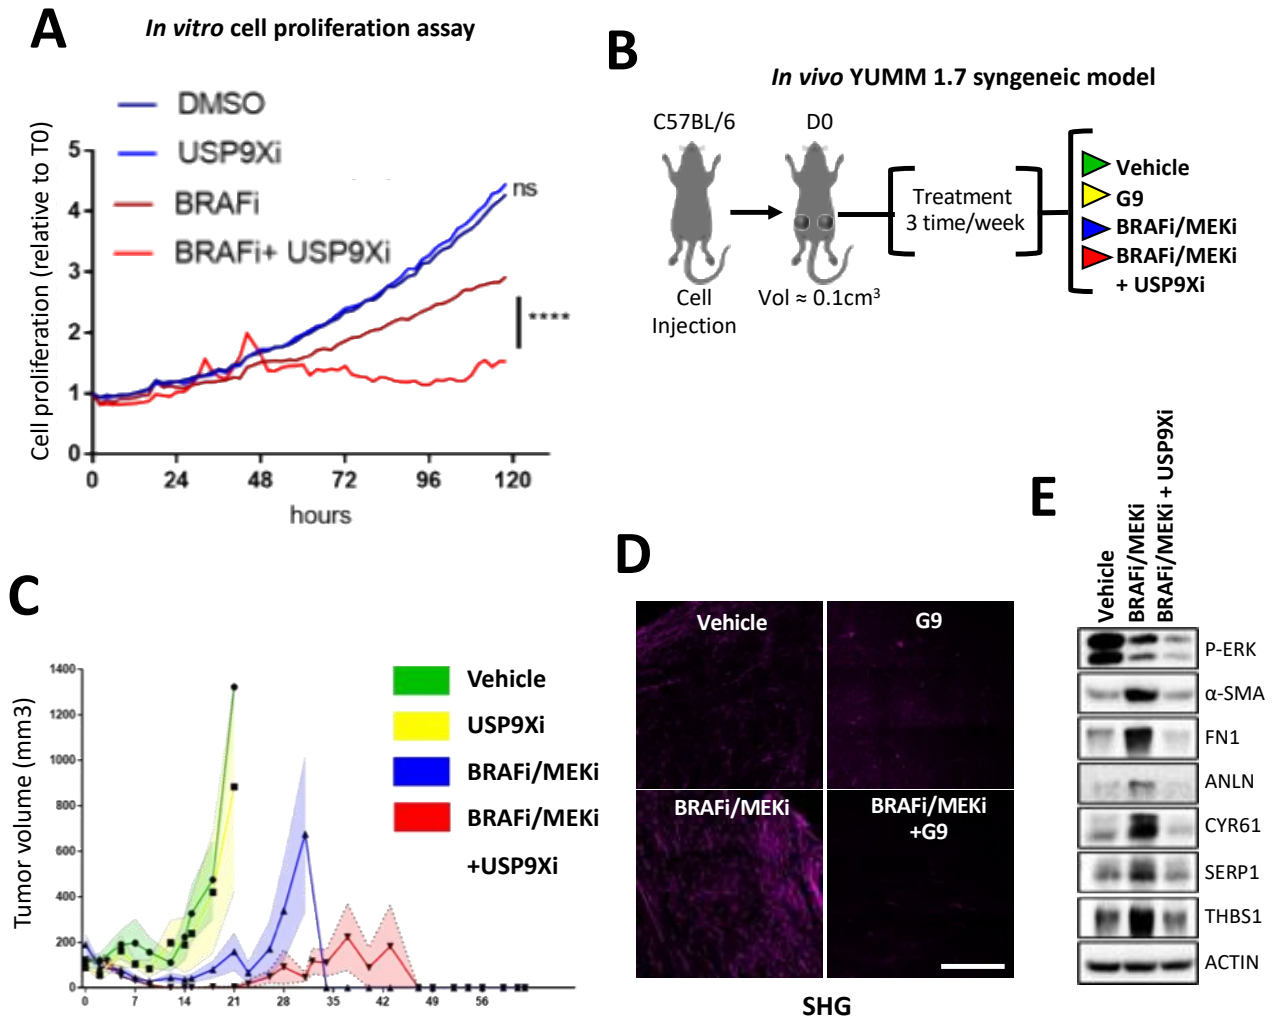 A
In vitro cell proliferation assay
DMSO
USP9Xi
BRAFi
BRAFi+ USP9Xi
Cell proliferation (relative to T0)
5
4
3
2
1
0
ns
****
0 24 48 72 96 120
hours
B
In vivo YUMM 1.7 syngeneic model
C57BL/6
D0
Cell
Injection
Vol ≈ 0.1cm³
Treatment
3 time/week
Vehicle
G9
BRAFi/MEKi
BRAFi/MEKi
+ USP9Xi
C
Tumor volume (mm3)
1400
1200
1000
800
600
400
200
0
0 7 14 21 28 35 42 49 56
Vehicle
USP9Xi
BRAFi/MEKi
BRAFi/MEKi
+USP9Xi
D
Vehicle
G9
BRAFi/MEKi
BRAFi/MEKi
+G9
SHG
E
Vehicle
BRAFi/MEKi
BRAFi/MEKi + USP9Xi
P-ERK
α-SMA
FN1
ANLN
CYR61
SERP1
THBS1
ACTIN